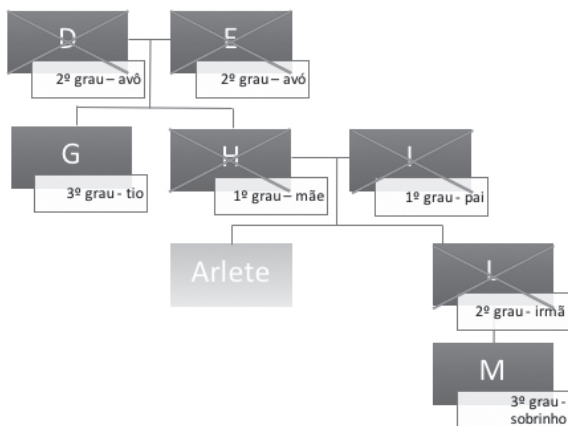 D
E
2º grau – avô
2º grau – avó
G
H
I
3º grau - tio
1º grau – mãe
1º grau - pai
Arlete
L
2º grau - irmã
M
3º grau -
sobrinho